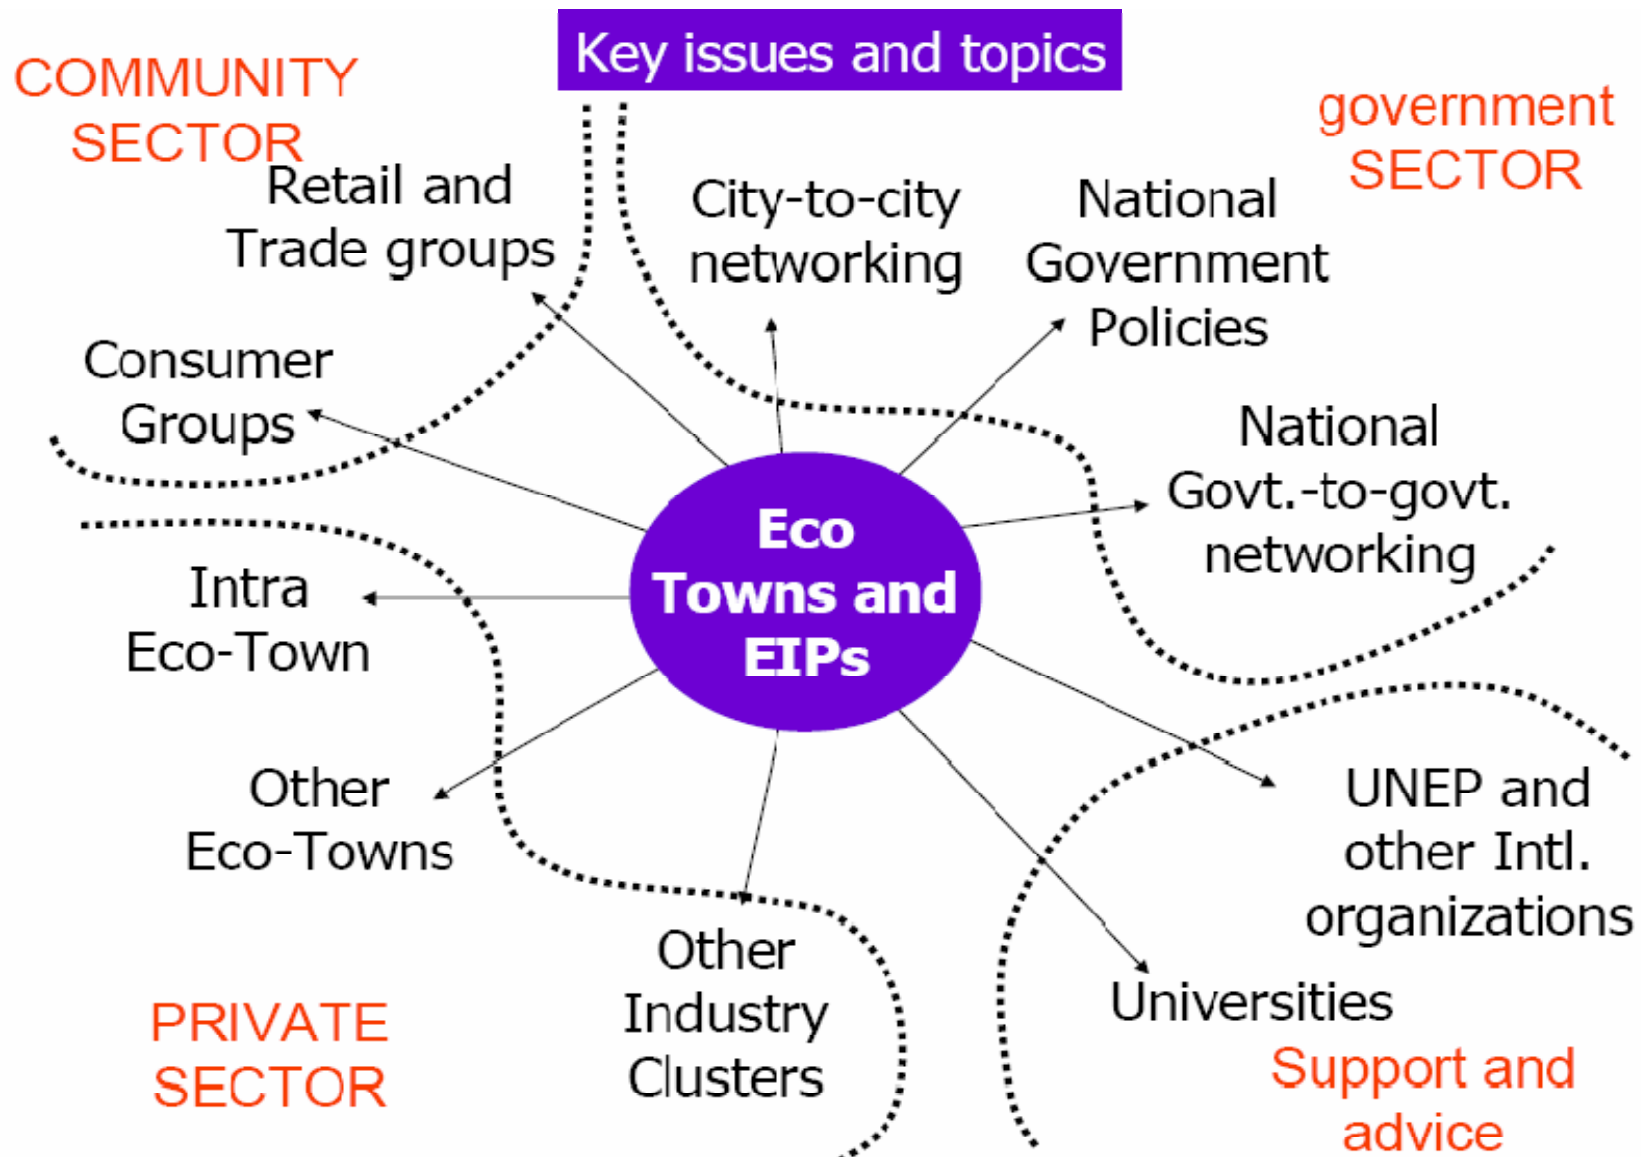 Key issues and topics
COMMUNITY
SECTOR
government
SECTOR
Retail and
Trade groups
City-to-city
networking
National
Government
Policies
Consumer
Groups
National
Govt.-to-govt.
networking
Eco
Towns and
EIPs
Intra
Eco-Town
Other
Eco-Towns
UNEP and
other Intl.
organizations
Other
Industry
Clusters
Universities
PRIVATE
SECTOR
Support and
advice